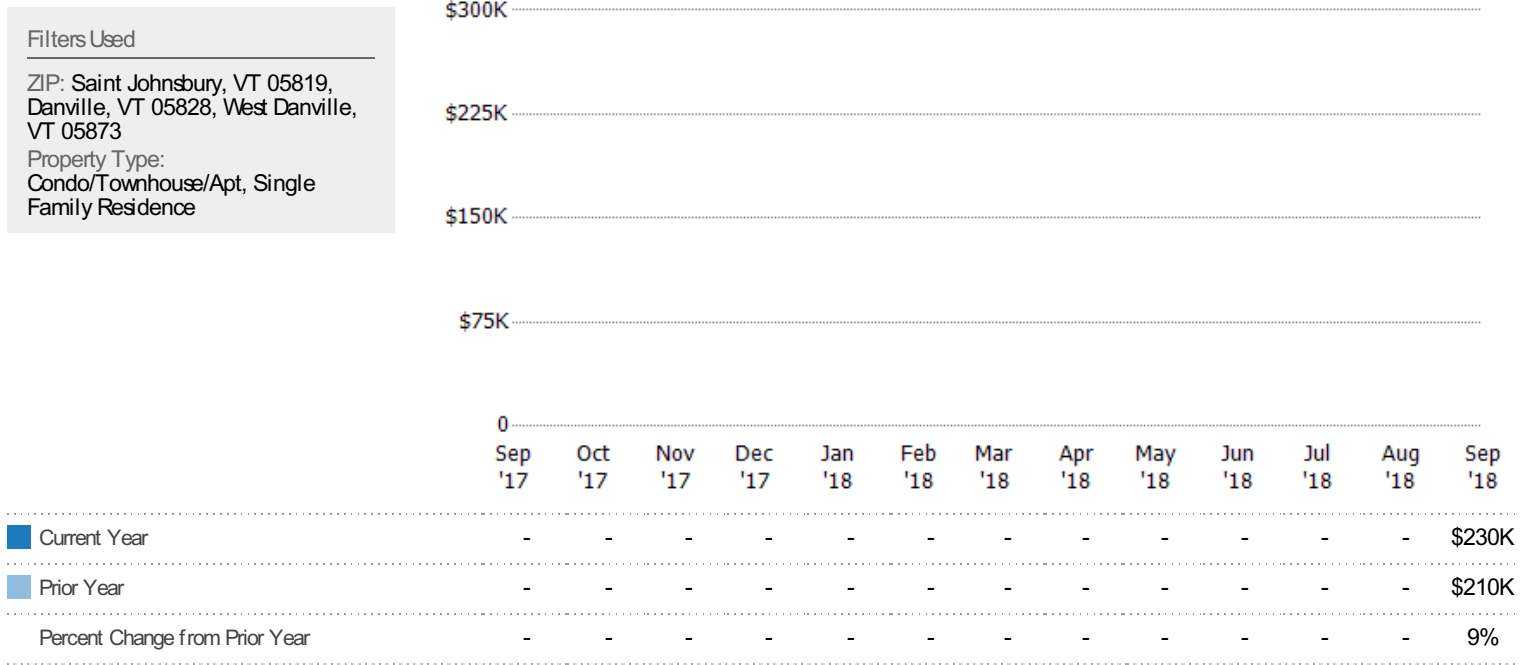 Filters Used
ZIP: Saint Johnsbury, VT 05819,
Danville, VT 05828, West Danville,
VT 05873
Property Type:
Condo/Townhouse/Apt, Single
Family Residence
$300K
$225K
$150K
$75K
0
Sep Oct Nov Dec Jan Feb Mar Apr May Jun Jul Aug Sep
'17 '17 '17 '17 '18 '18 '18 '18 '18 '18 '18 '18 '18
Current Year - - - - - - - - - - - - $230K
Prior Year - - - - - - - - - - - - $210K
Percent Change from Prior Year - - - - - - - - - - - - 9%